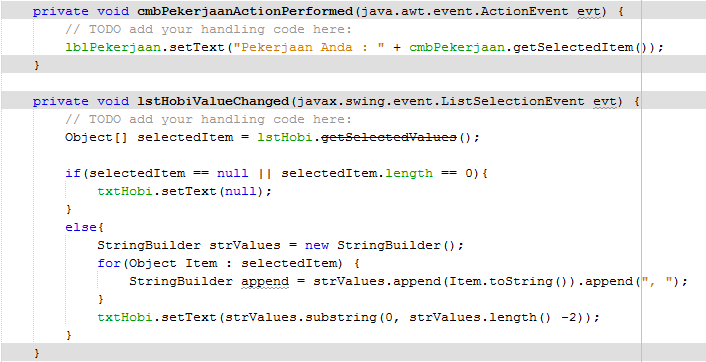 private void cmbPekerjaanActionPerformed(java.awt.event.ActionEvent evt) {
// TODO add your handling code here:
lblPekerjaan.setText("Pekerjaan Anda : " + cmbPekerjaan.getSelectedItem());
}
private void lstHobiValueChanged(javax.swing.event.ListSelectionEvent evt) {
// TODO add your handling code here:
Object[] selectedItem = lstHobi.getSelectedValues();
if(selectedItem == null || selectedItem.length == 0){
txtHobi.setText(null);
}
else{
StringBuilder strValues = new StringBuilder();
for(Object Item : selectedItem) {
StringBuilder append = strValues.append(Item.toString()).append(", ");
}
txtHobi.setText(strValues.substring(0, strValues.length() -2));
}
}